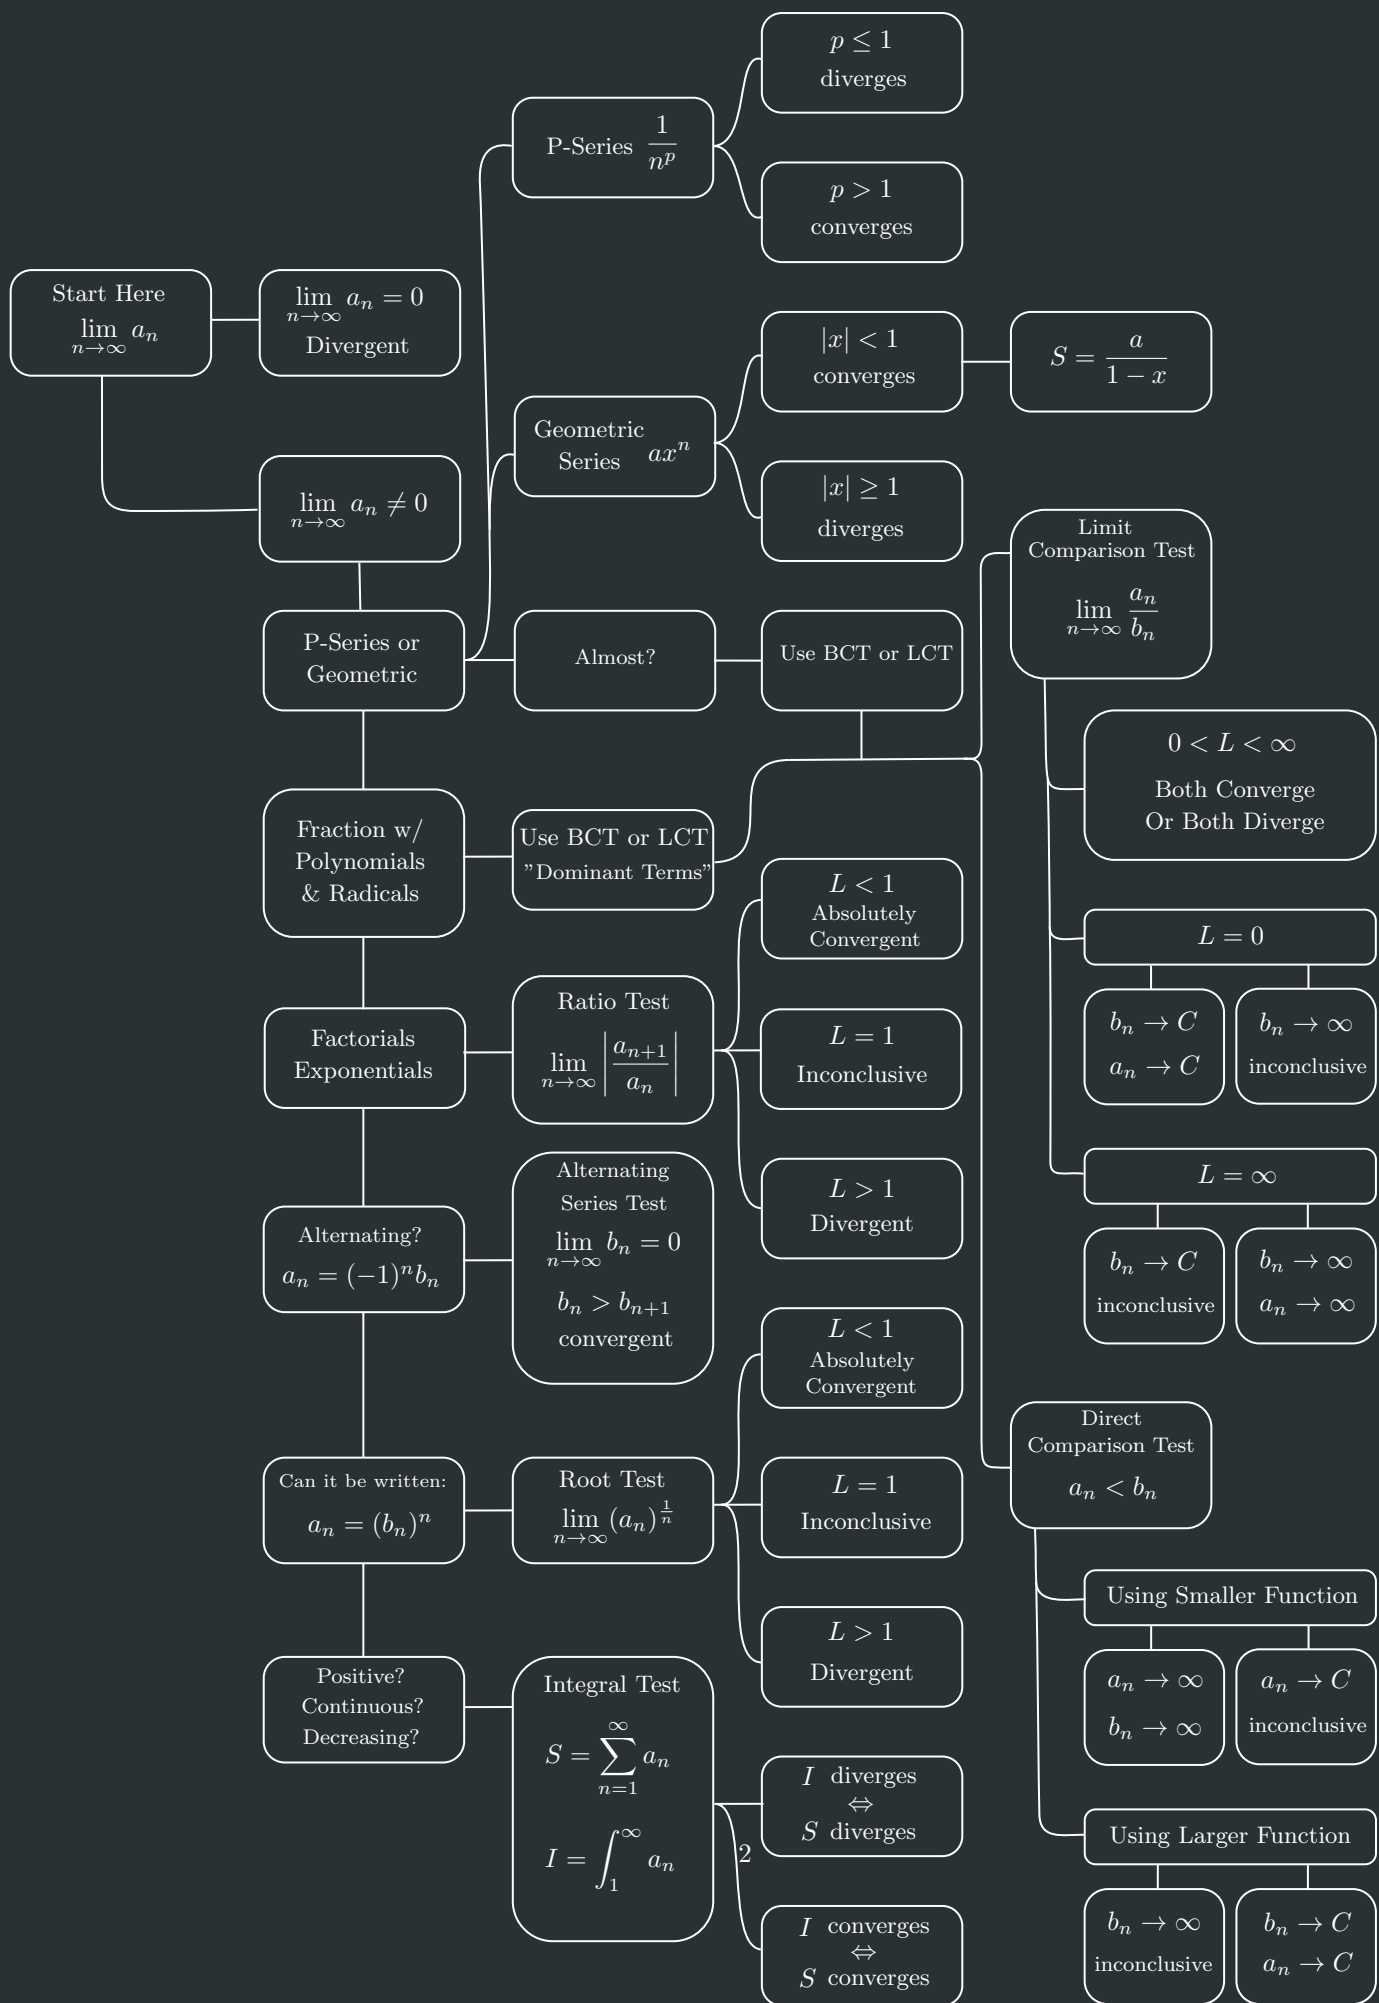 Start Here
lim_{n→∞} a_n
lim_{n→∞} a_n = 0
Divergent
lim_{n→∞} a_n ≠ 0
P-Series or
Geometric
P-Series 1/n^p
p ≤ 1
diverges
p > 1
converges
Geometric
Series ax^n
|x| < 1
converges
S = a/(1 − x)
|x| ≥ 1
diverges
Almost?
Use BCT or LCT
Fraction w/
Polynomials
& Radicals
Use BCT or LCT
"Dominant Terms"
Limit
Comparison Test
lim_{n→∞} a_n/b_n
0 < L < ∞
Both Converge
Or Both Diverge
L = 0
b_n → C
a_n → C
b_n → ∞
inconclusive
L = ∞
b_n → C
inconclusive
b_n → ∞
a_n → ∞
Direct
Comparison Test
a_n < b_n
Using Smaller Function
a_n → ∞
b_n → ∞
a_n → C
inconclusive
Using Larger Function
b_n → ∞
inconclusive
b_n → C
a_n → C
Factorials
Exponentials
Ratio Test
lim_{n→∞} |a_{n+1}/a_n|
L < 1
Absolutely
Convergent
L = 1
Inconclusive
L > 1
Divergent
Alternating?
a_n = (−1)^n b_n
Alternating
Series Test
lim_{n→∞} b_n = 0
b_n > b_{n+1}
convergent
Can it be written:
a_n = (b_n)^n
Root Test
lim_{n→∞} (a_n)^{1/n}
L < 1
Absolutely
Convergent
L = 1
Inconclusive
L > 1
Divergent
Positive?
Continuous?
Decreasing?
Integral Test
S = ∑_{n=1}^{∞} a_n
I = ∫_1^∞ a_n
I diverges
⇔
S diverges
2
I converges
⇔
S converges